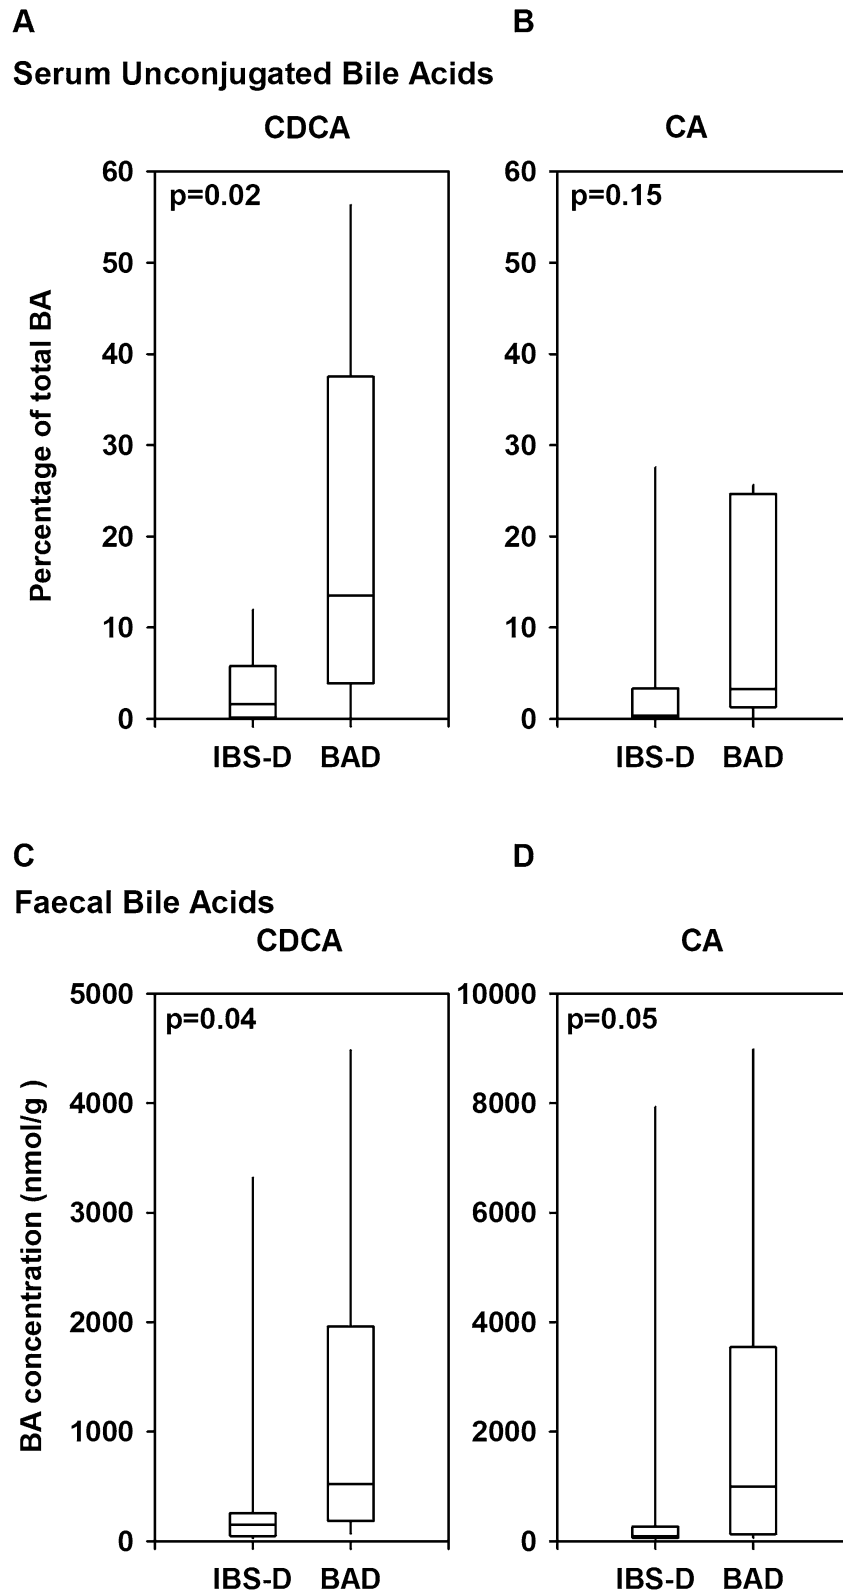 A
B
Serum Unconjugated Bile Acids
CDCA
CA
60
50
40
30
20
10
0
p=0.02
Percentage of total BA
IBS-D BAD
60
50
40
30
20
10
0
p=0.15
IBS-D BAD
C
D
Faecal Bile Acids
CDCA
CA
5000
4000
3000
2000
1000
0
p=0.04
BA concentration (nmol/g )
IBS-D BAD
10000
8000
6000
4000
2000
0
p=0.05
IBS-D BAD